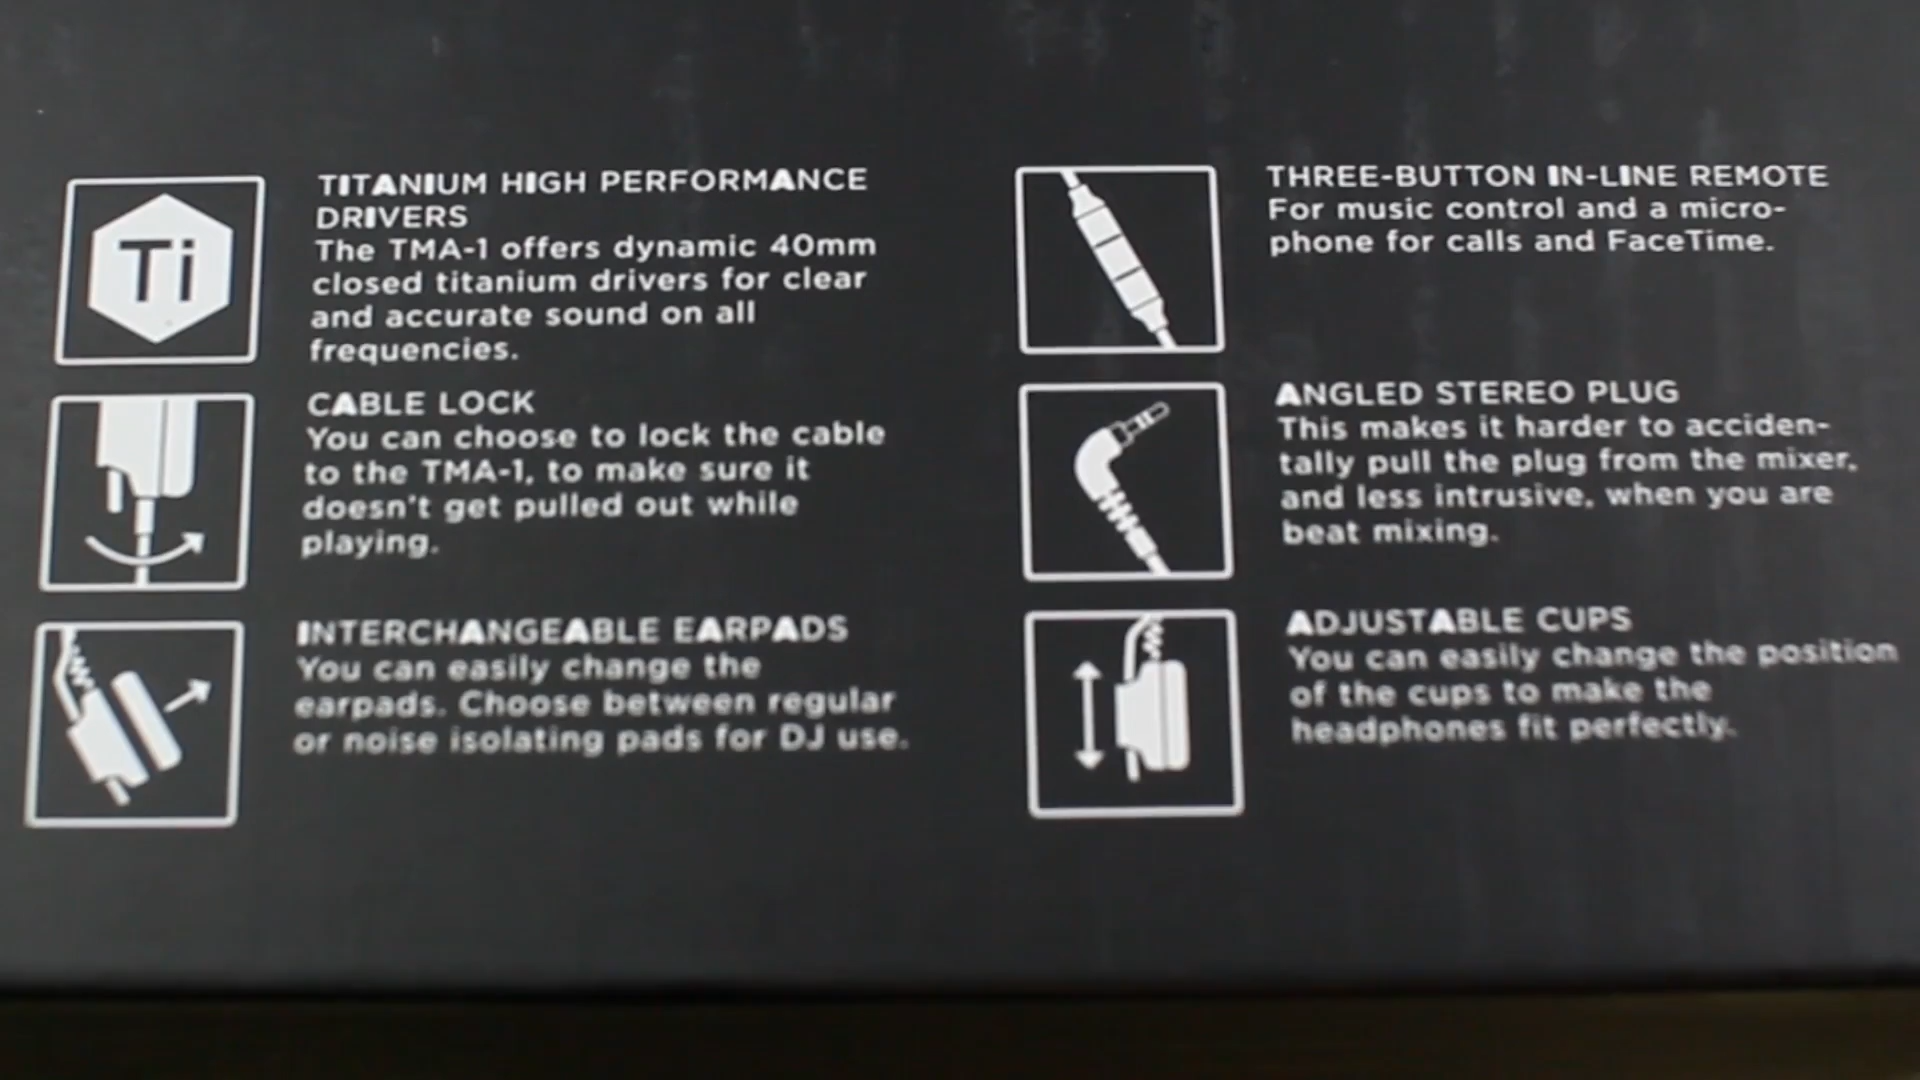 Ti
TITANIUM HIGH PERFORMANCE
DRIVERS
The TMA-1 offers dynamic 40mm
closed titanium drivers for clear
and accurate sound on all
frequencies.
CABLE LOCK
You can choose to lock the cable
to the TMA-1, to make sure it
doesn't get pulled out while
playing.
INTERCHANGEABLE EARPADS
You can easily change the
earpads. Choose between regular
or noise isolating pads for DJ use.
THREE-BUTTON IN-LINE REMOTE
For music control and a micro-
phone for calls and FaceTime.
ANGLED STEREO PLUG
This makes it harder to acciden-
tally pull the plug from the mixer,
and less intrusive, when you are
beat mixing.
ADJUSTABLE CUPS
You can easily change the position
of the cups to make the
headphones fit perfectly.